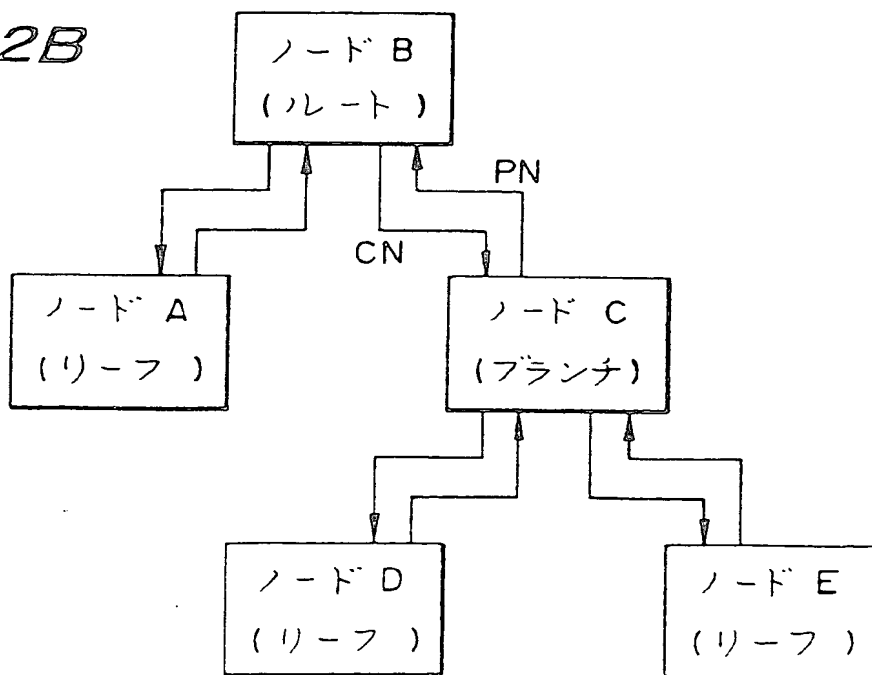 2B
ノード B
(ルート)
PN
CN
ノード A
(リーフ)
ノード C
(ブランチ)
ノード D
(リーフ)
ノード E
(リーフ)